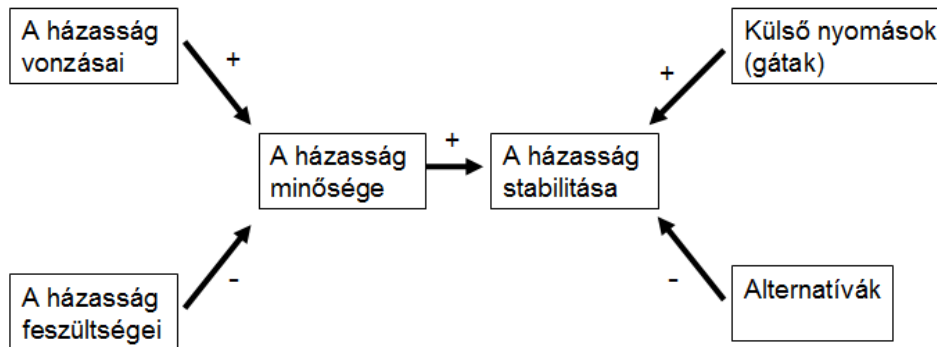 A házasság
vonzásai
+
Külső nyomások
(gátak)
+
A házasság
minősége
+
A házasság
stabilitása
A házasság
feszültségei
-
Alternatívák
-